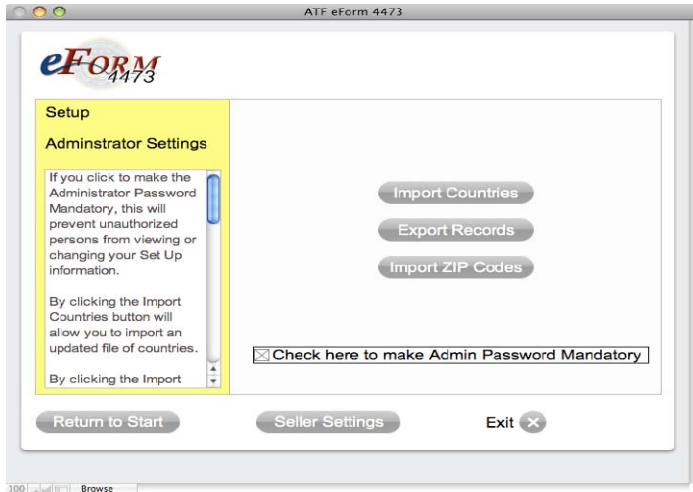 ATF eForm 4473
eFORM
4473
Setup
Adminstrator Settings
If you click to make the
Administrator Password
Mandatory, this will
prevent unauthorized
persons from viewing or
changing your Set Up
information.
By clicking the Import
Countries button will
allow you to import an
updated file of countries.
By clicking the Import
Import Countries
Export Records
Import ZIP Codes
Check here to make Admin Password Mandatory
Return to Start
Seller Settings
Exit
100
Browse